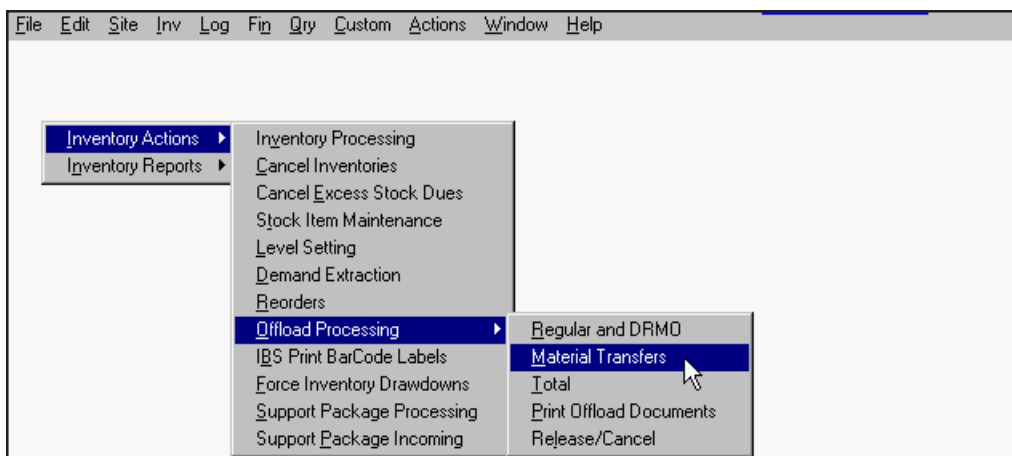 File Edit Site Inv Log Fin Qry Custom Actions Window Help
Inventory Actions
Inventory Reports
Inventory Processing
Cancel Inventories
Cancel Excess Stock Dues
Stock Item Maintenance
Level Setting
Demand Extraction
Reorders
Offload Processing
IBS Print BarCode Labels
Force Inventory Drawdowns
Support Package Processing
Support Package Incoming
Regular and DRMO
Material Transfers
Total
Print Offload Documents
Release/Cancel